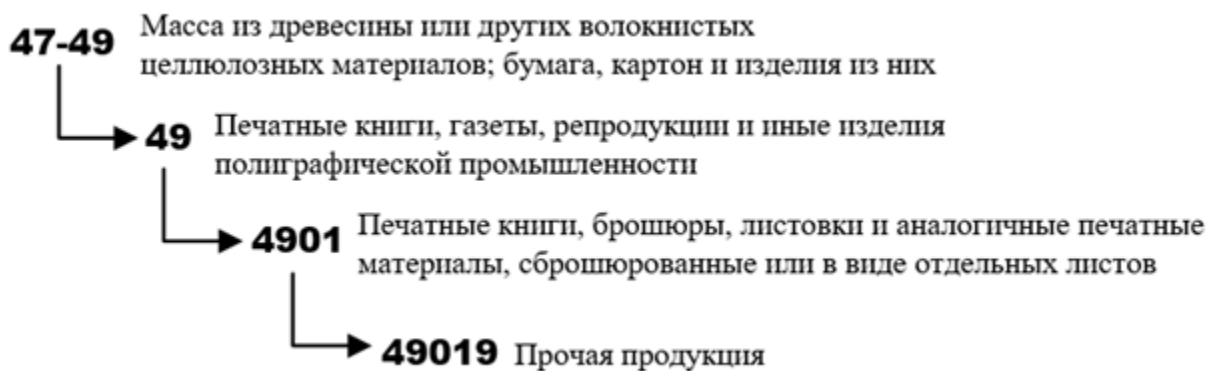 47-49 Масса из древесины или других волокнистых
целлюлозных материалов; бумага, картон и изделия из них
49 Печатные книги, газеты, репродукции и иные изделия
полиграфической промышленности
4901 Печатные книги, брошюры, листовки и аналогичные печатные
материалы, сброшюрованные или в виде отдельных листов
49019 Прочая продукция